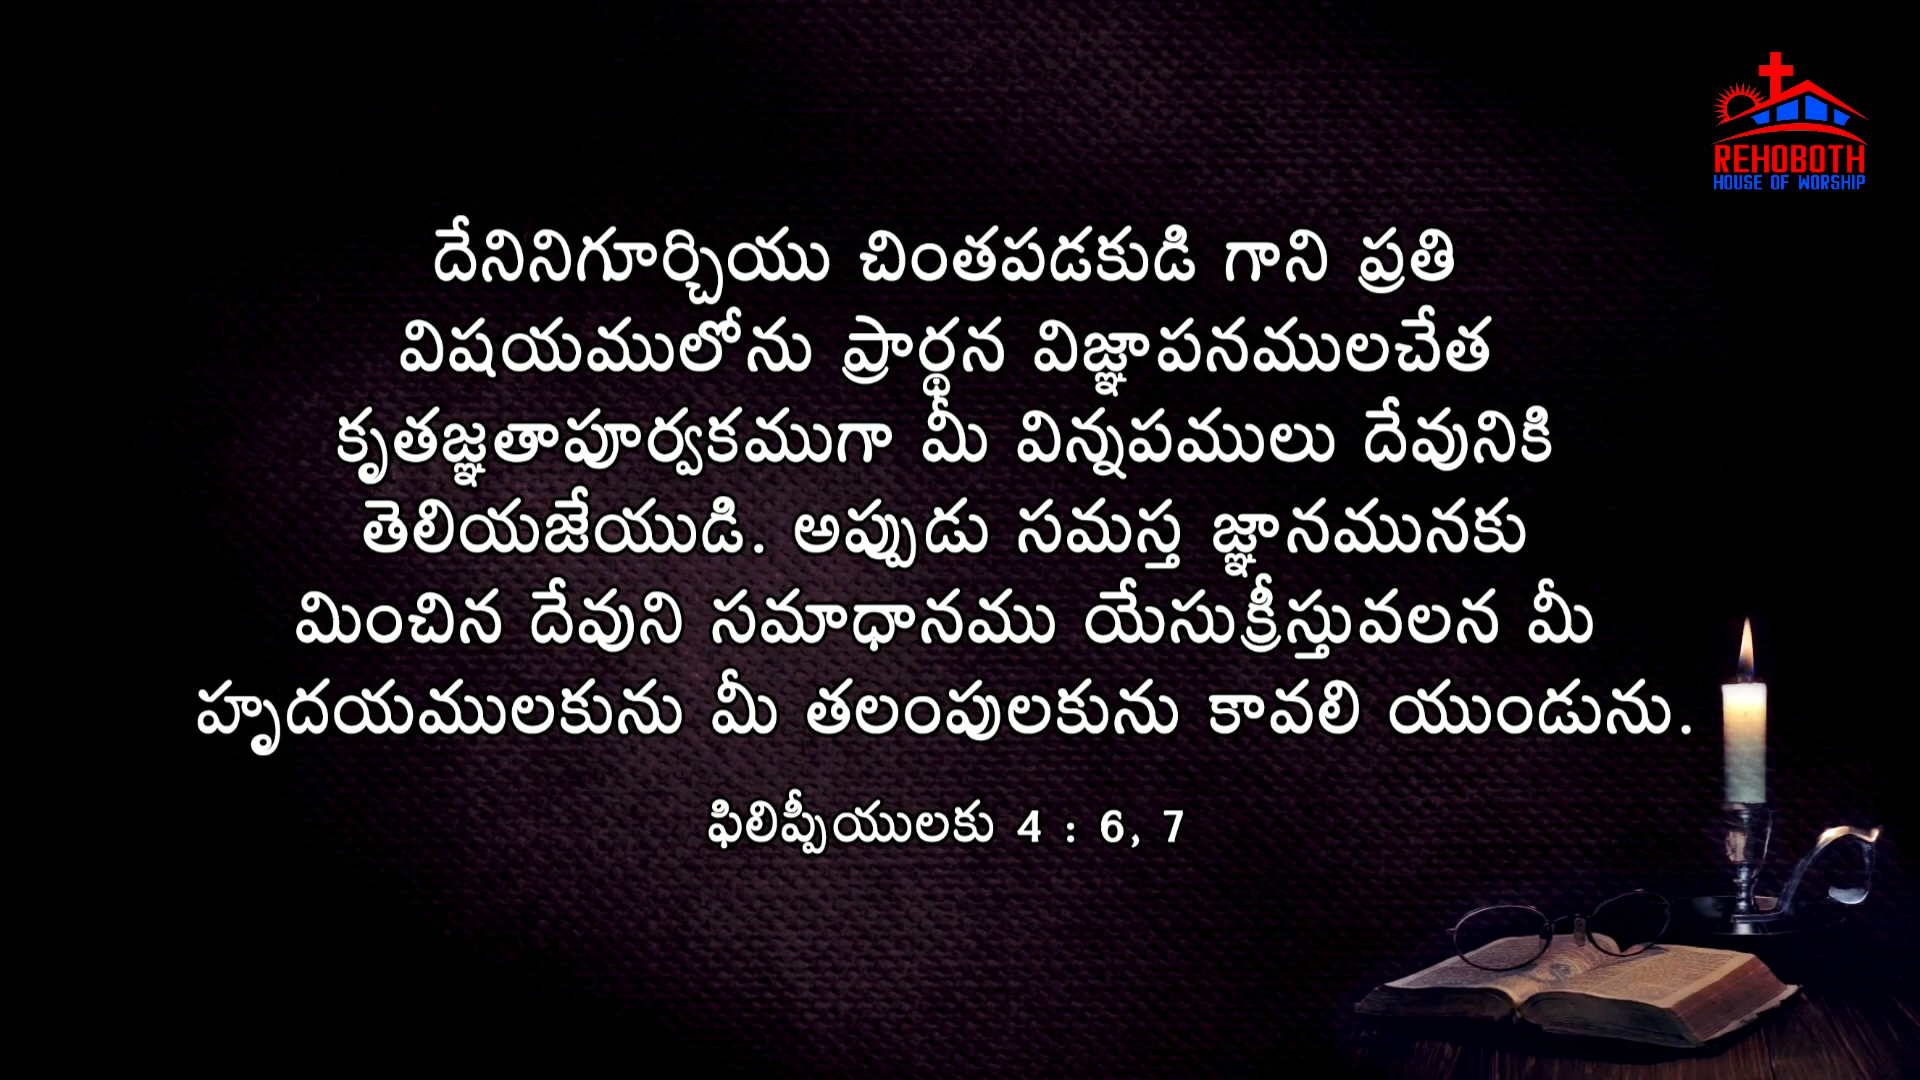 REHOBOTH
HOUSE OF WORSHIP
దేనినిగూర్చియు చింతపడకుడి గాని ప్రతి
విషయములోను ప్రార్థన విజ్ఞాపనములచేత
కృతజ్ఞతాపూర్వకముగా మీ విన్నపములు దేవునికి
తెలియజేయుడి. అప్పుడు సమస్త జ్ఞానమునకు
మించిన దేవుని సమాధానము యేసుక్రీస్తువలన మీ
హృదయములకును మీ తలంపులకును కావలి యుండును.
ఫిలిప్పీయులకు 4 : 6, 7